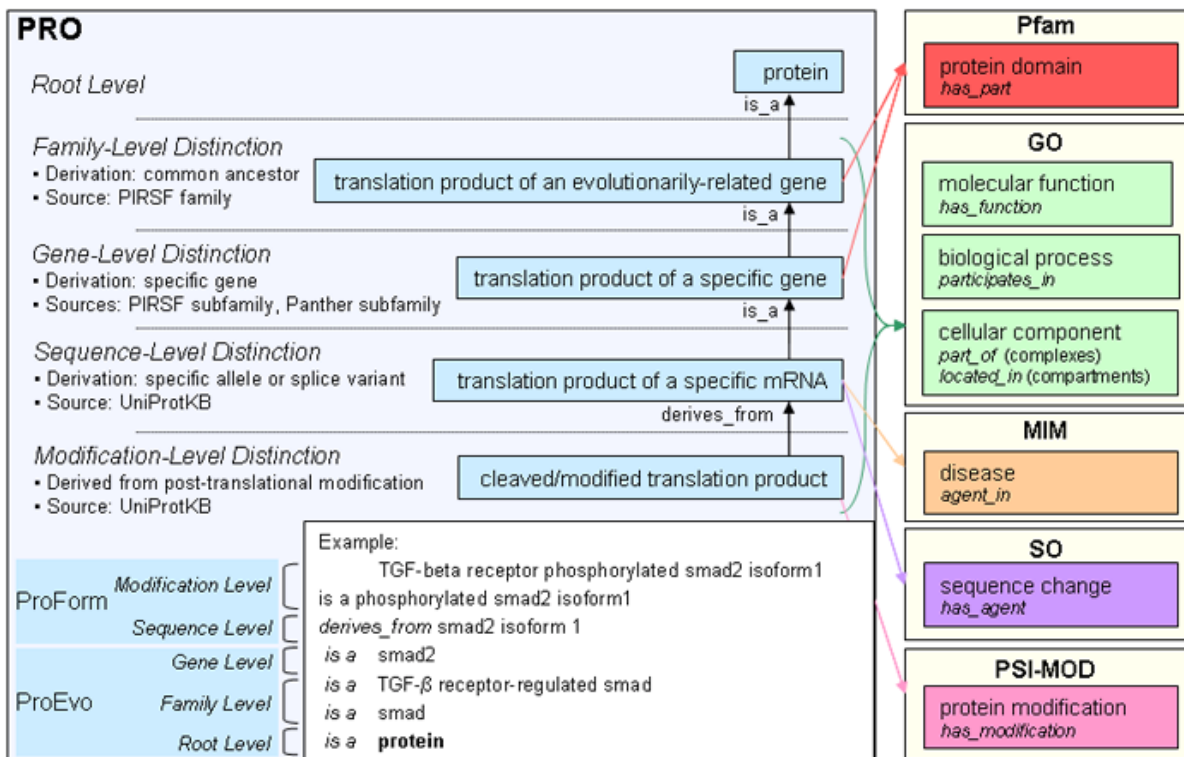 PRO
Root Level
protein
is_a
Family-Level Distinction
▪ Derivation: common ancestor
▪ Source: PIRSF family
translation product of an evolutionarily-related gene
is_a
Gene-Level Distinction
▪ Derivation: specific gene
▪ Sources: PIRSF subfamily, Panther subfamily
translation product of a specific gene
is_a
Sequence-Level Distinction
▪ Derivation: specific allele or splice variant
▪ Source: UniProtKB
translation product of a specific mRNA
derives_from
Modification-Level Distinction
▪ Derived from post-translational modification
▪ Source: UniProtKB
cleaved/modified translation product
ProForm
Modification Level
Sequence Level
ProEvo
Gene Level
Family Level
Root Level
Example:
TGF-beta receptor phosphorylated smad2 isoform1
is a phosphorylated smad2 isoform1
derives_from smad2 isoform 1
is a smad2
is a TGF-β receptor-regulated smad
is a smad
is a protein
Pfam
protein domain
has_part
GO
molecular function
has_function
biological process
participates_in
cellular component
part_of (complexes)
located_in (compartments)
MIM
disease
agent_in
SO
sequence change
has_agent
PSI-MOD
protein modification
has_modification